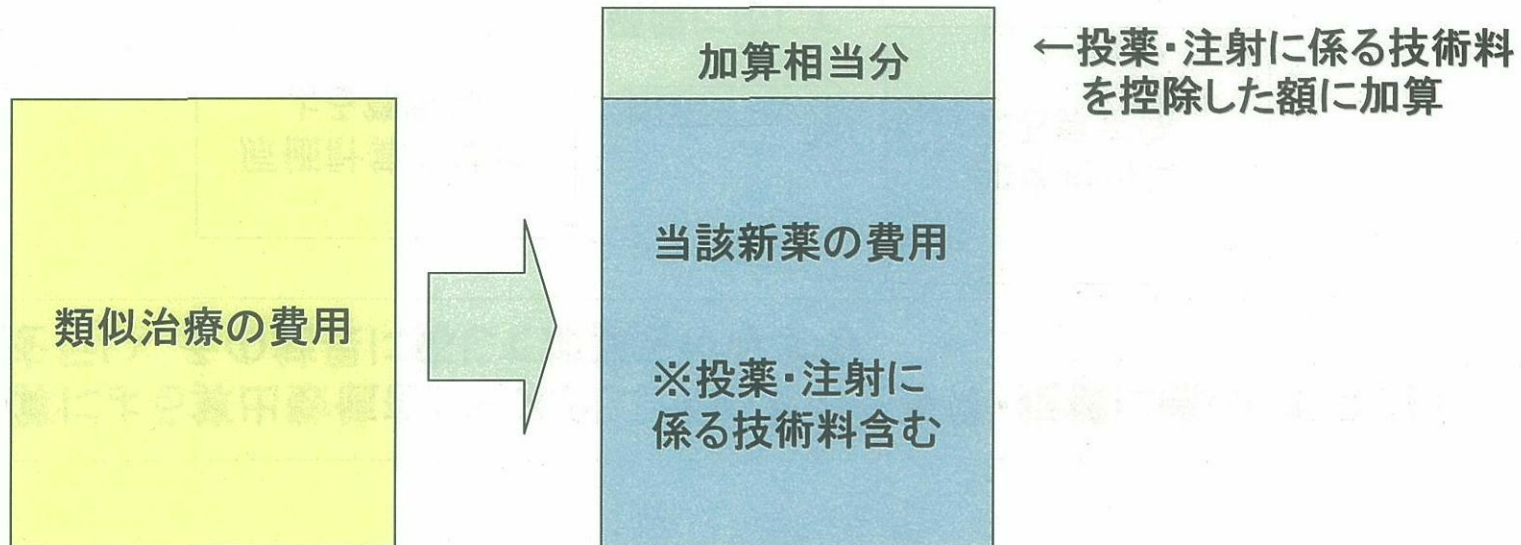 加算相当分
←投薬・注射に係る技術料
を控除した額に加算
類似治療の費用
当該新薬の費用
※投薬・注射に
係る技術料含む